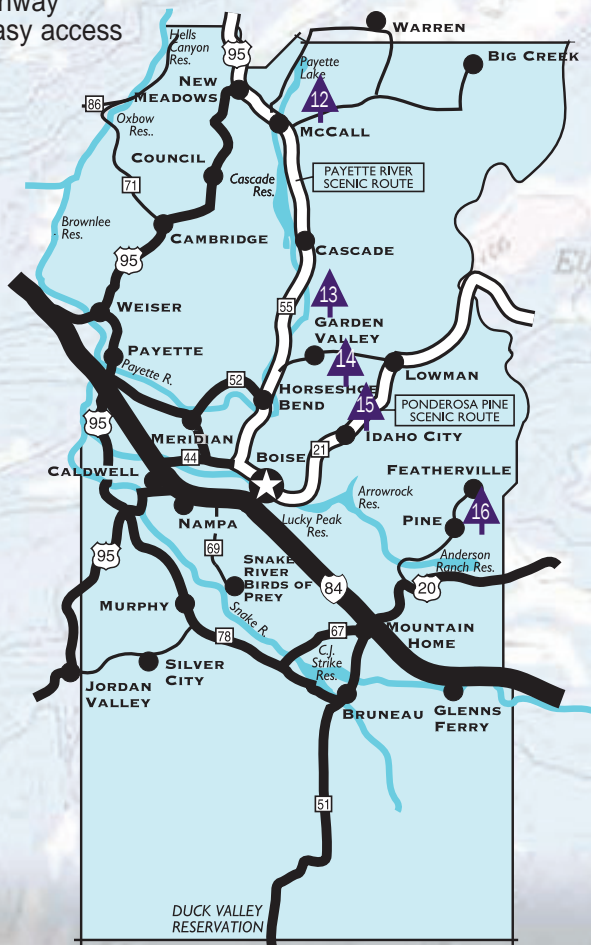 nway
asy access
WARREN
Hells
Canyon
Res.
95
Payette
Lake
BIG CREEK
NEW
MEADOWS
86
12
Oxbow
Res..
McCALL
COUNCIL
Cascade
Res.
PAYETTE RIVER
SCENIC ROUTE
71
Brownlee
Res.
CAMBRIDGE
CASCADE
95
EU
13
WEISER
55
GARDEN
VALLEY
PAYETTE
14
Payette R.
52
LOWMAN
HORSESHOE
BEND
15
PONDEROSA PINE
SCENIC ROUTE
95
MERIDIAN
21
IDAHO CITY
44
BOISE
CALDWELL
FEATHERVILLE
Arrowrock
Res.
16
NAMPA
Lucky Peak
Res.
PINE
69
95
SNAKE
RIVER
BIRDS OF
PREY
Anderson
Ranch Res.
84
20
MURPHY
Snake R.
78
67
MOUNTAIN
HOME
C.J.
Strike
Res.
SILVER
CITY
JORDAN
VALLEY
BRUNEAU
GLENNS
FERRY
51
DUCK VALLEY
RESERVATION